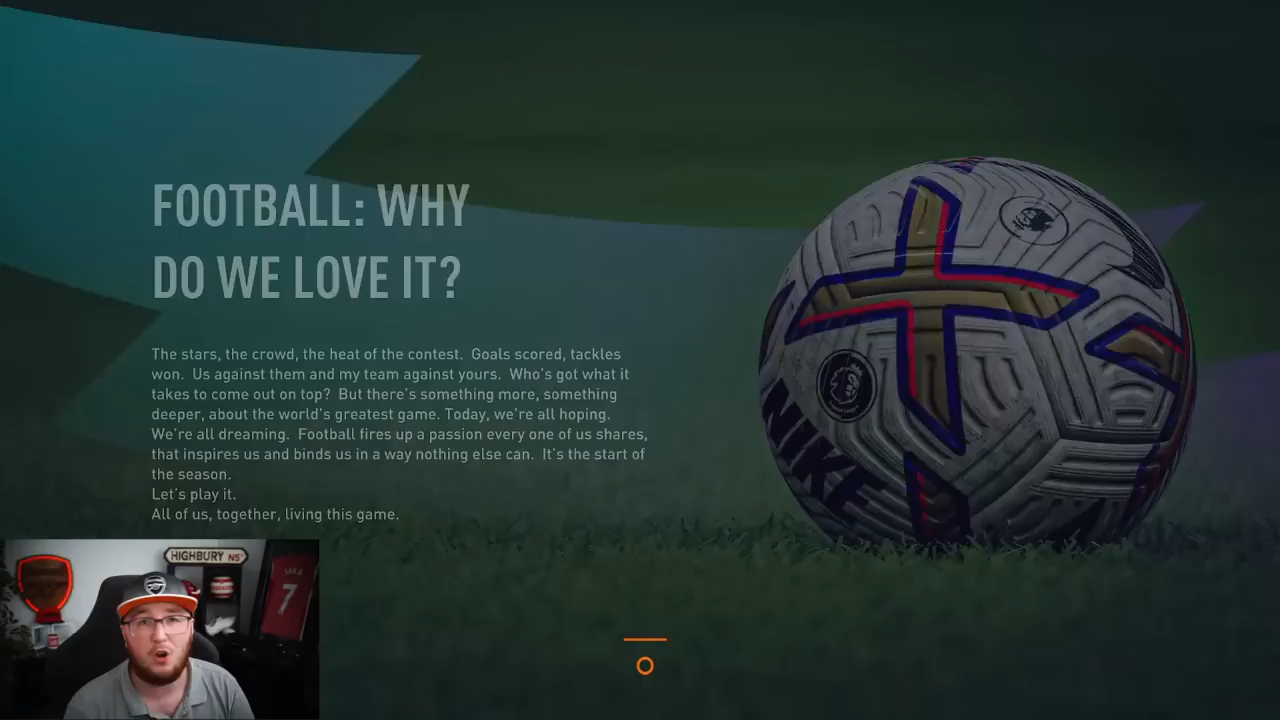 FOOTBALL: WHY
DO WE LOVE IT?
The stars, the crowd, the heat of the contest. Goals scored, tackles
won. Us against them and my team against yours. Who's got what it
takes to come out on top? But there's something more, something
deeper, about the world's greatest game. Today, we're all hoping.
We're all dreaming. Football fires up a passion every one of us shares,
that inspires us and binds us in a way nothing else can. It's the start of
the season.
Let's play it.
All of us, together, living this game.
NIKE
HIGHBURY N5
SAKA
7